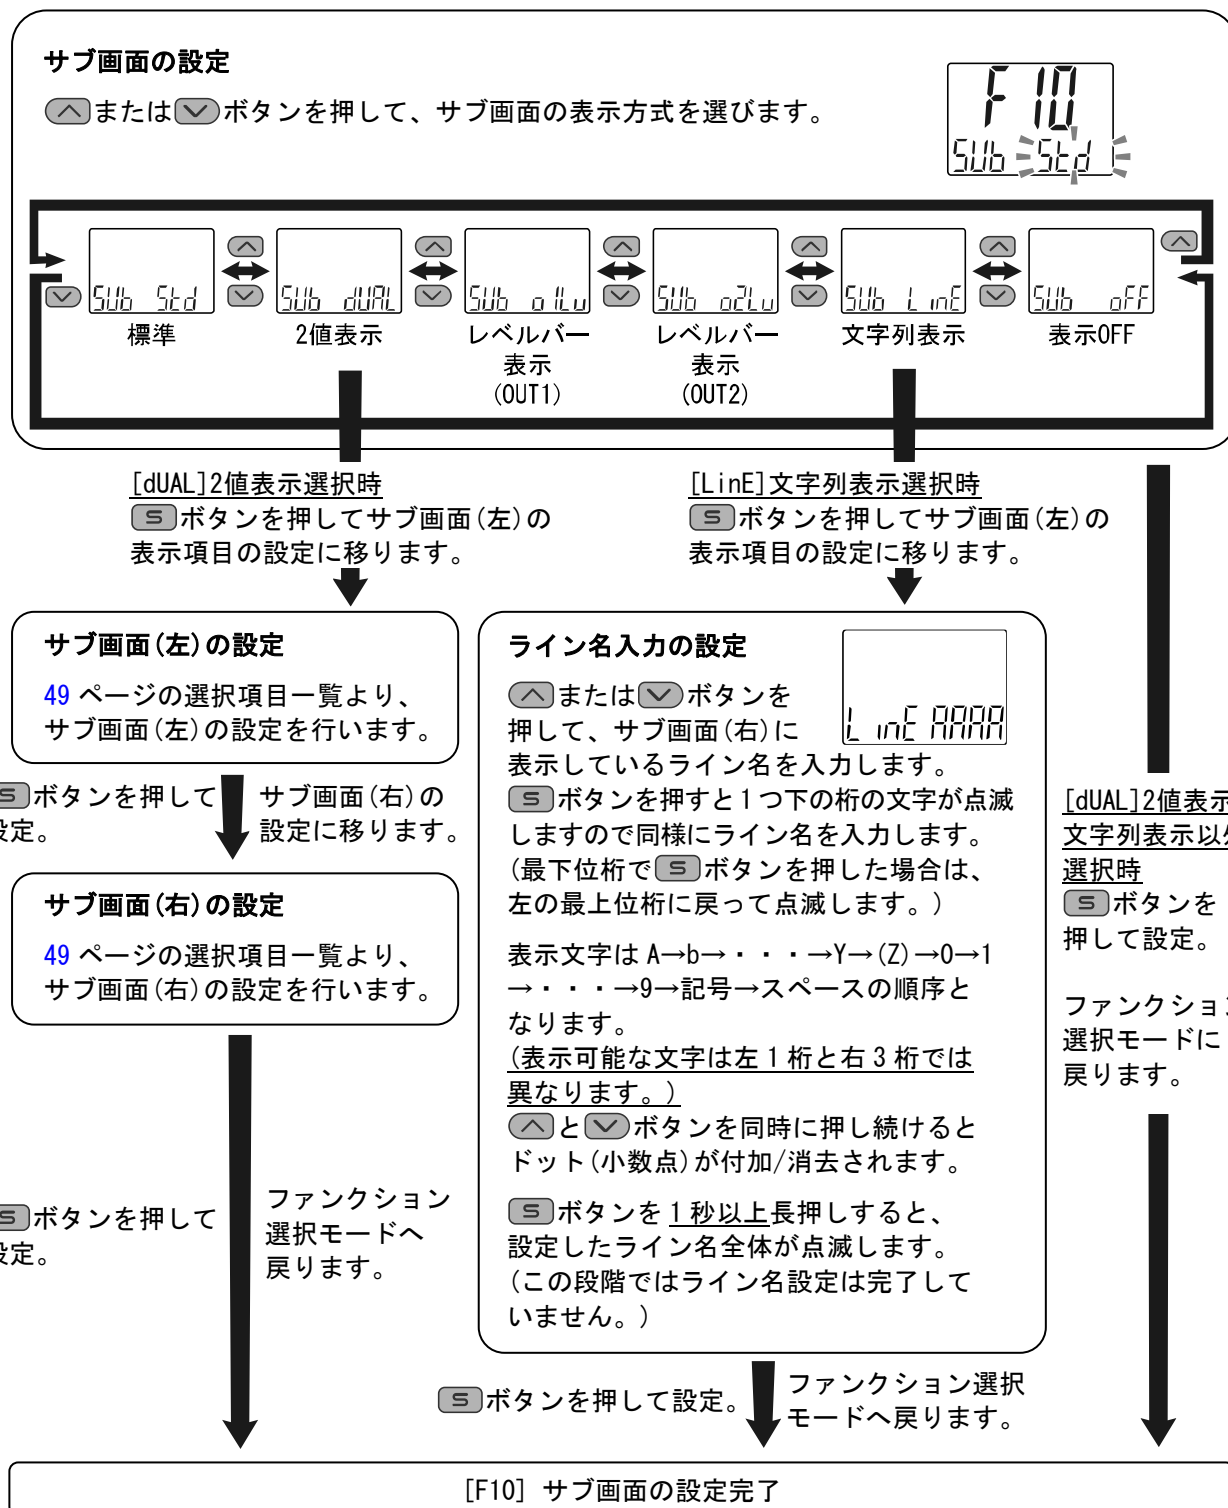 サブ画面の設定
またはボタンを押して、サブ画面の表示方式を選びます。
F10
SUb Std
SUb Std
標準
SUb dUAL
2値表示
SUb o1Lv
レベルバー
表示
(OUT1)
SUb o2Lv
レベルバー
表示
(OUT2)
SUb LinE
文字列表示
SUb oFF
表示OFF
[dUAL]2値表示選択時
S ボタンを押してサブ画面(左)の
表示項目の設定に移ります。
[LinE]文字列表示選択時
S ボタンを押してサブ画面(左)の
表示項目の設定に移ります。
サブ画面(左)の設定
49 ページの選択項目一覧より、
サブ画面(左)の設定を行います。
S ボタンを押して
設定。
サブ画面(右)の
設定に移ります。
サブ画面(右)の設定
49 ページの選択項目一覧より、
サブ画面(右)の設定を行います。
S ボタンを押して
設定。
ファンクション
選択モードへ
戻ります。
ライン名入力の設定
LinE AAAA
またはボタンを
押して、サブ画面(右)に
表示しているライン名を入力します。
S ボタンを押すと1つ下の桁の文字が点滅
しますので同様にライン名を入力します。
(最下位桁で S ボタンを押した場合は、
左の最上位桁に戻って点滅します。)
表示文字は A→b→・・・→Y→(Z)→0→1
→・・・→9→記号→スペースの順序と
なります。
(表示可能な文字は左1桁と右3桁では
異なります。)
とボタンを同時に押し続けると
ドット(小数点)が付加/消去されます。
S ボタンを 1秒以上長押しすると、
設定したライン名全体が点滅します。
(この段階ではライン名設定は完了して
いません。)
S ボタンを押して設定。
ファンクション選択
モードへ戻ります。
[dUAL]2値表示
文字列表示以外
選択時
S ボタンを
押して設定。
ファンクション
選択モードに
戻ります。
[F10] サブ画面の設定完了